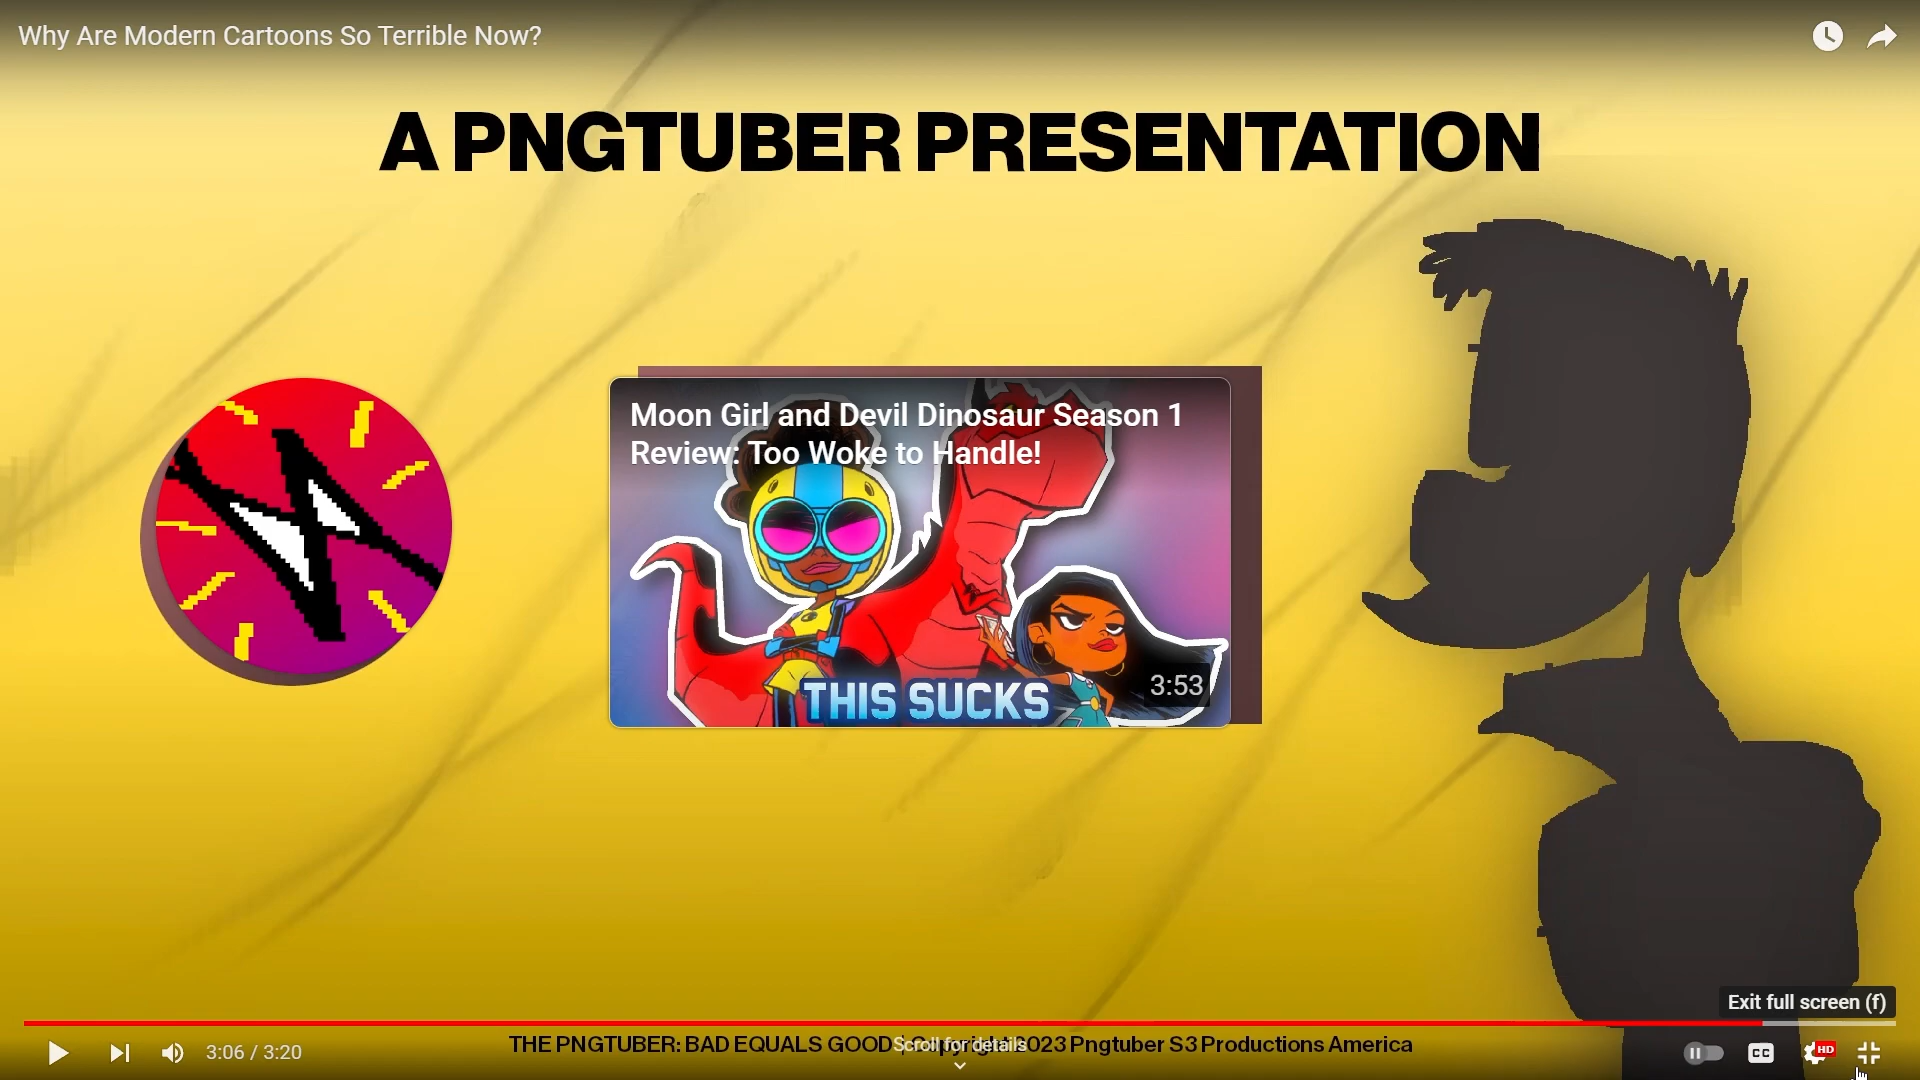 Why Are Modern Cartoons So Terrible Now?
A PNGTUBER PRESENTATION
Moon Girl and Devil Dinosaur Season 1
Review: Too Woke to Handle!
THIS SUCKS
3:53
Exit full screen (f)
3:06 / 3:20
THE PNGTUBER: BAD EQUALS GOOD | Copyright 2023 Pngtuber S3 Productions America
Scroll for details
CC
HD